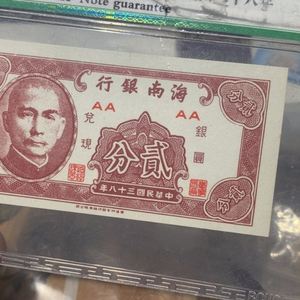 Note guarantee
海南銀行
AA AA
兌現
銀圓
貳分
中華民國三十八年
貳分
貳分